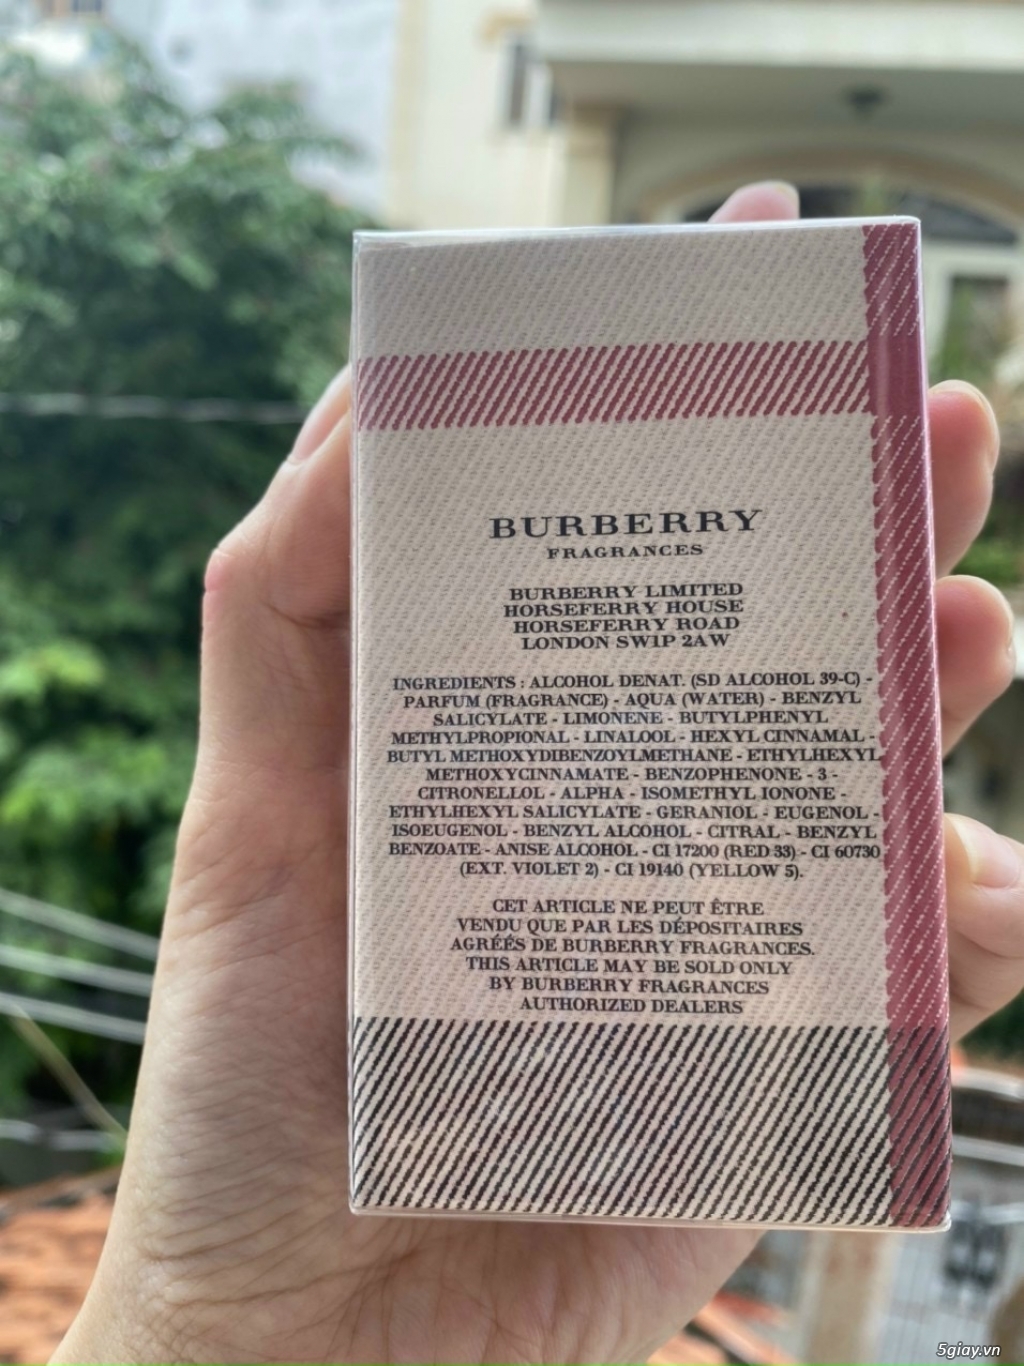 BURBERRY
FRAGRANCES
BURBERRY LIMITED
HORSEFERRY HOUSE
HORSEFERRY ROAD
LONDON SW1P 2AW
INGREDIENTS : ALCOHOL DENAT. (SD ALCOHOL 39-C) -
PARFUM (FRAGRANCE) - AQUA (WATER) - BENZYL
SALICYLATE - LIMONENE - BUTYLPHENYL
METHYLPROPIONAL - LINALOOL - HEXYL CINNAMAL -
BUTYL METHOXYDIBENZOYLMETHANE - ETHYLHEXYL
METHOXYCINNAMATE - BENZOPHENONE - 3 -
CITRONELLOL - ALPHA - ISOMETHYL IONONE -
ETHYLHEXYL SALICYLATE - GERANIOL - EUGENOL -
ISOEUGENOL - BENZYL ALCOHOL - CITRAL - BENZYL
BENZOATE - ANISE ALCOHOL - CI 17200 (RED 33) - CI 60730
(EXT. VIOLET 2) - CI 19140 (YELLOW 5).
CET ARTICLE NE PEUT ÊTRE
VENDU QUE PAR LES DÉPOSITAIRES
AGRÉÉS DE BURBERRY FRAGRANCES.
THIS ARTICLE MAY BE SOLD ONLY
BY BURBERRY FRAGRANCES
AUTHORIZED DEALERS
5giay.vn